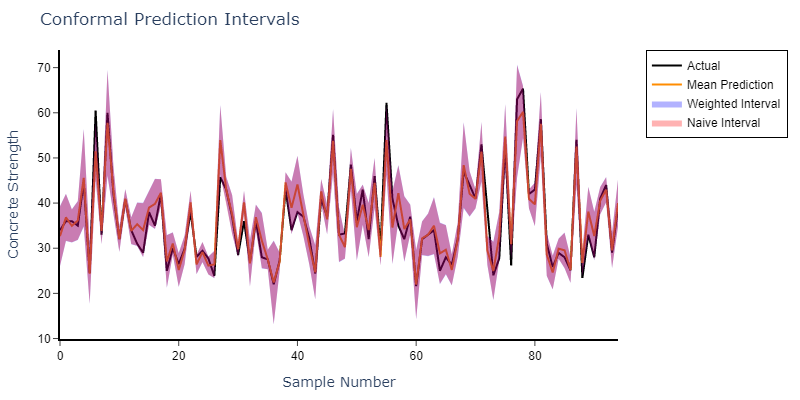 Conformal Prediction Intervals
Concrete Strength
70
60
50
40
30
20
10
0
20
40
60
80
Sample Number
Actual
Mean Prediction
Weighted Interval
Naive Interval